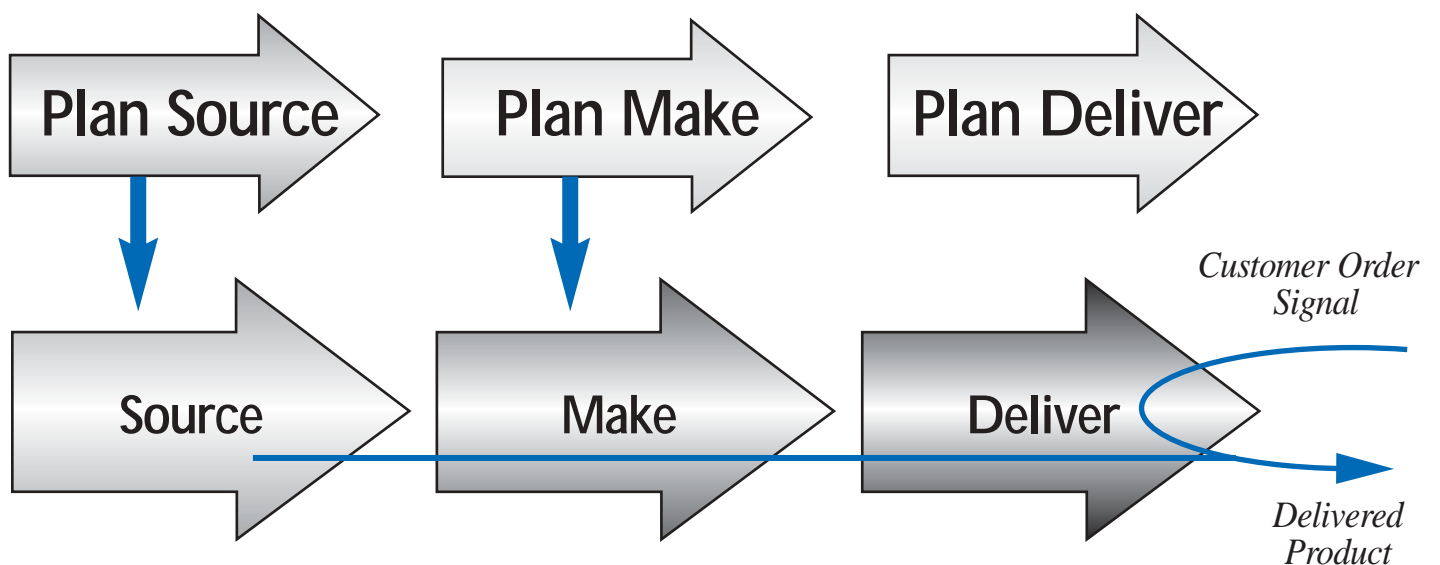 Plan Source
Plan Make
Plan Deliver
Customer Order
Signal
Source
Make
Deliver
Delivered
Product